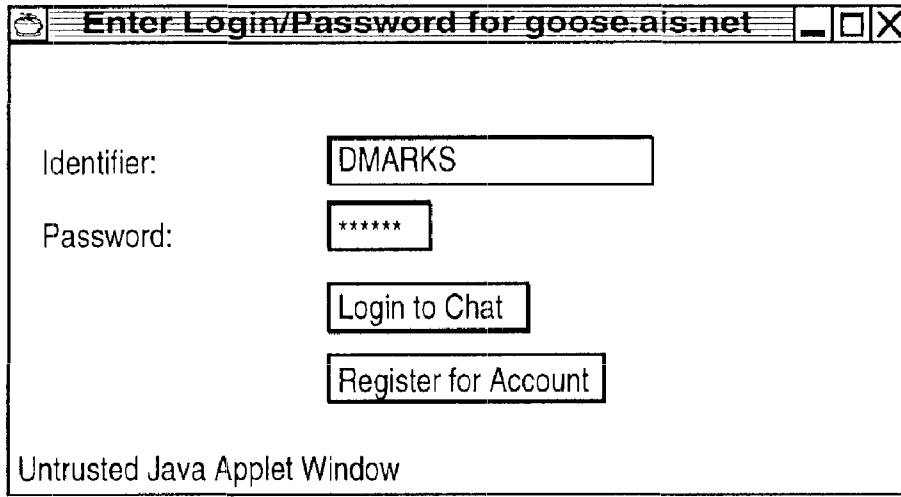 Enter Login/Password for goose.ais.net
Identifier: DMARKS
Password: ******
Login to Chat
Register for Account
Untrusted Java Applet Window